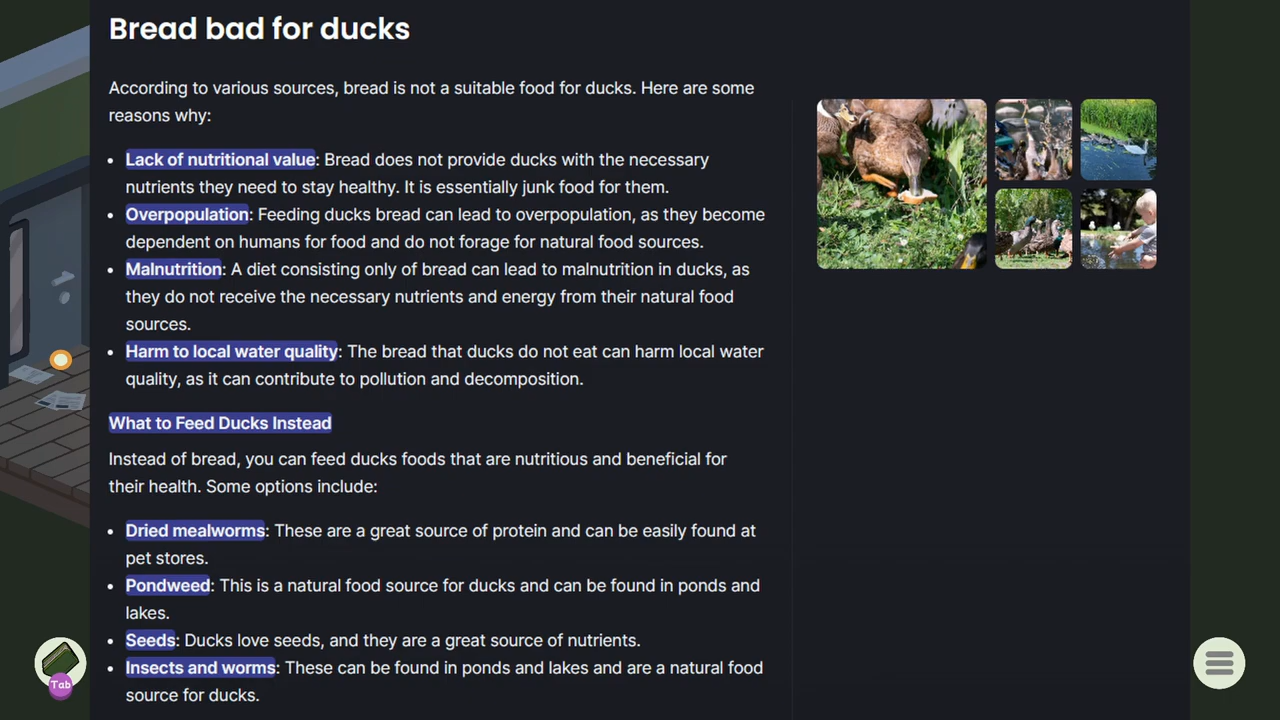 Bread bad for ducks
According to various sources, bread is not a suitable food for ducks. Here are some
reasons why:
• Lack of nutritional value: Bread does not provide ducks with the necessary
nutrients they need to stay healthy. It is essentially junk food for them.
• Overpopulation: Feeding ducks bread can lead to overpopulation, as they become
dependent on humans for food and do not forage for natural food sources.
• Malnutrition: A diet consisting only of bread can lead to malnutrition in ducks, as
they do not receive the necessary nutrients and energy from their natural food
sources.
• Harm to local water quality: The bread that ducks do not eat can harm local water
quality, as it can contribute to pollution and decomposition.
What to Feed Ducks Instead
Instead of bread, you can feed ducks foods that are nutritious and beneficial for
their health. Some options include:
• Dried mealworms: These are a great source of protein and can be easily found at
pet stores.
• Pondweed: This is a natural food source for ducks and can be found in ponds and
lakes.
• Seeds: Ducks love seeds, and they are a great source of nutrients.
• Insects and worms: These can be found in ponds and lakes and are a natural food
source for ducks.
Tab